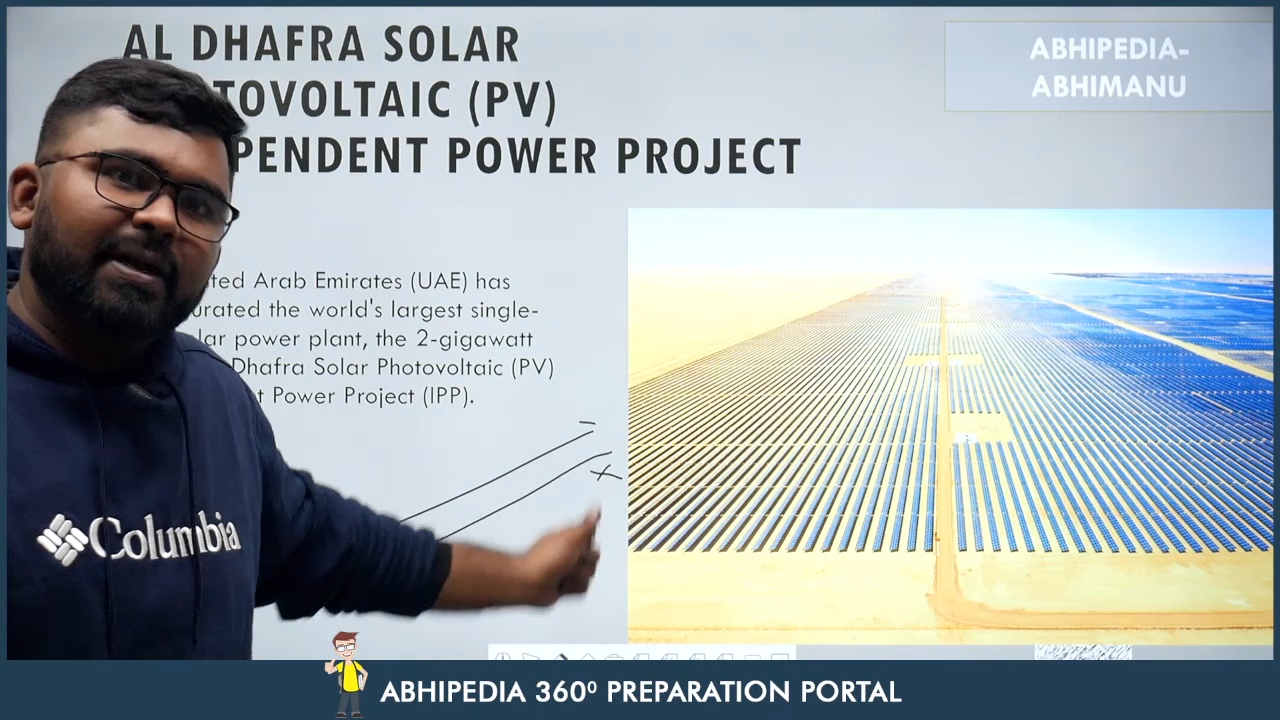 AL DHAFRA SOLAR
TOVOLTAIC (PV)
PENDENT POWER PROJECT
ABHIPEDIA-
ABHIMANU
ted Arab Emirates (UAE) has
urated the world's largest single-
lar power plant, the 2-gigawatt
Dhafra Solar Photovoltaic (PV)
t Power Project (IPP).
Columbia
ABHIPEDIA 360⁰ PREPARATION PORTAL